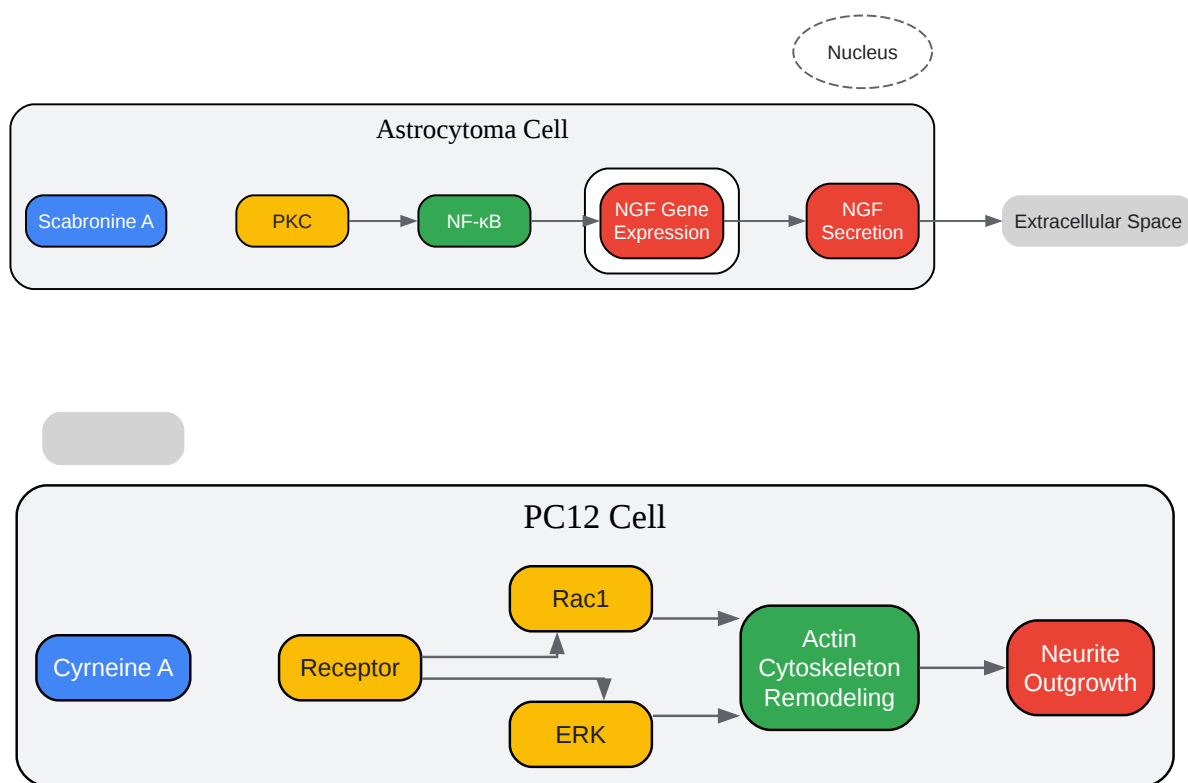 Nucleus
Astrocytoma Cell
Scabronine A
PKC
NF-κB
NGF Gene
Expression
NGF
Secretion
Extracellular Space
PC12 Cell
Cyrneine A
Receptor
Rac1
ERK
Actin
Cytoskeleton
Remodeling
Neurite
Outgrowth